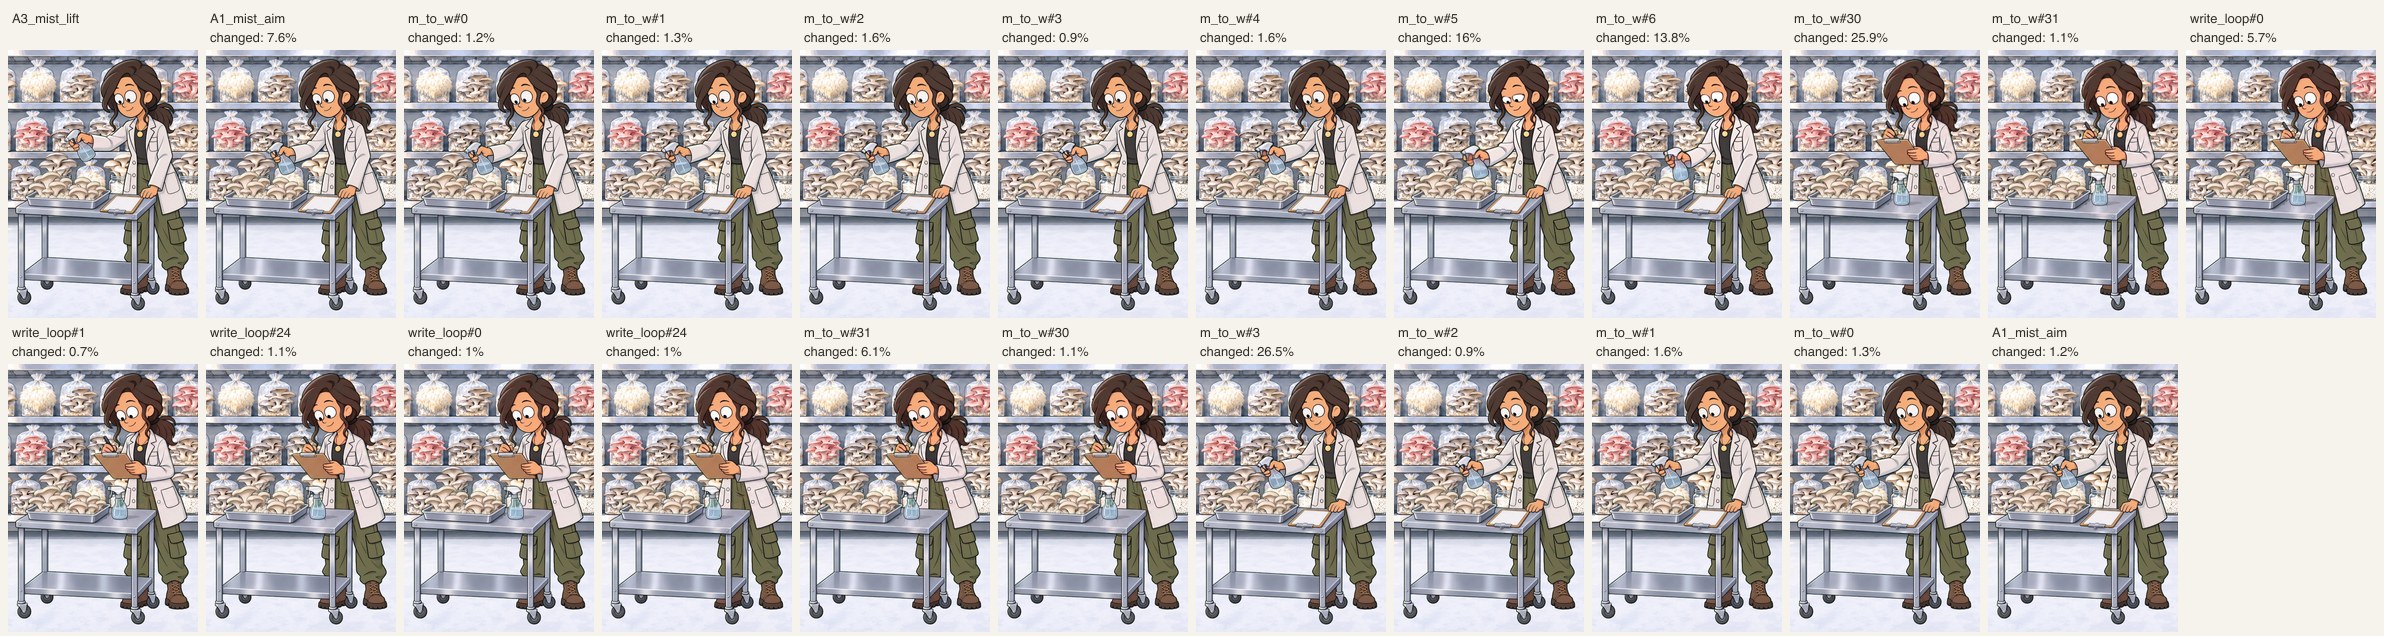 A3_mist_lift
A1_mist_aim
changed: 7.6%
m_to_w#0
changed: 1.2%
m_to_w#1
changed: 1.3%
m_to_w#2
changed: 1.6%
m_to_w#3
changed: 0.9%
m_to_w#4
changed: 1.6%
m_to_w#5
changed: 16%
m_to_w#6
changed: 13.8%
m_to_w#30
changed: 25.9%
m_to_w#31
changed: 1.1%
write_loop#0
changed: 5.7%
write_loop#1
changed: 0.7%
write_loop#24
changed: 1.1%
write_loop#0
changed: 1%
write_loop#24
changed: 1%
m_to_w#31
changed: 6.1%
m_to_w#30
changed: 1.1%
m_to_w#3
changed: 26.5%
m_to_w#2
changed: 0.9%
m_to_w#1
changed: 1.6%
m_to_w#0
changed: 1.3%
A1_mist_aim
changed: 1.2%